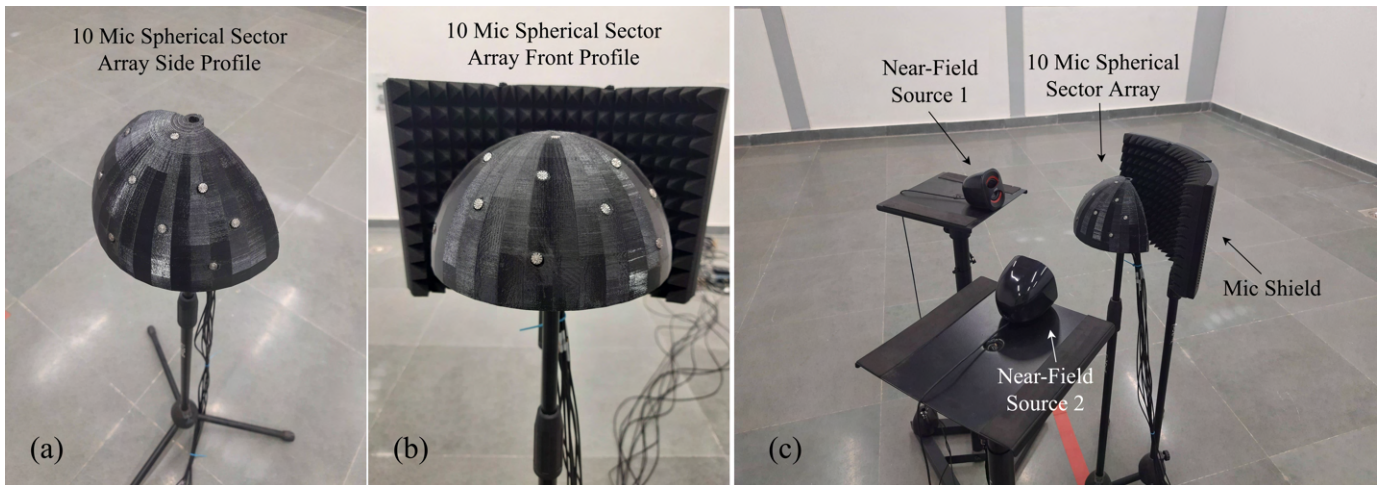 10 Mic Spherical Sector
Array Side Profile
(a)
10 Mic Spherical Sector
Array Front Profile
(b)
Near-Field
Source 1
10 Mic Spherical
Sector Array
Mic Shield
Near-Field
Source 2
(c)